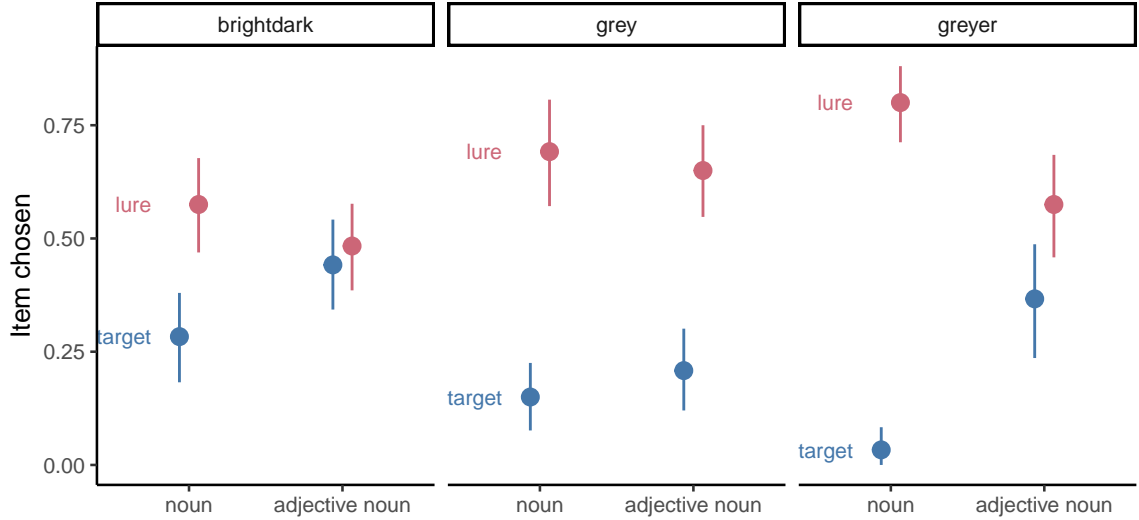 brightdark
grey
greyer
Item chosen
0.75
0.50
0.25
0.00
lure
target
lure
target
lure
target
noun
adjective noun
noun
adjective noun
noun
adjective noun